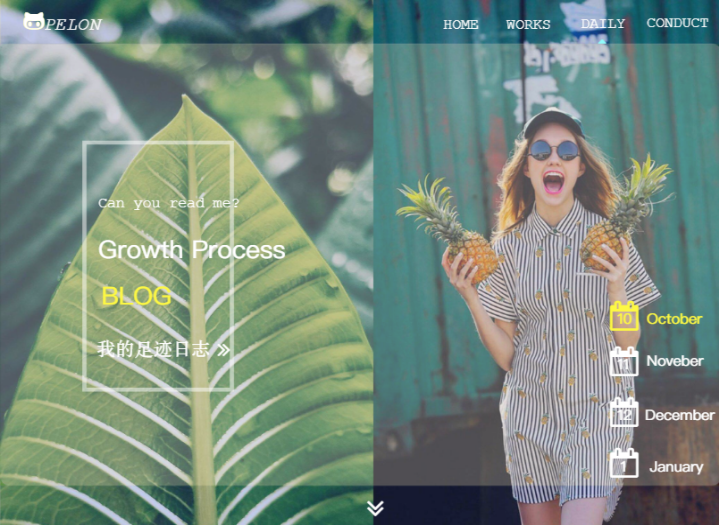 PELON
HOME WORKS DAILY CONDUCT
Can you read me?
Growth Process
BLOG
我的足迹日志
10 October
11 Noveber
12 December
1 January